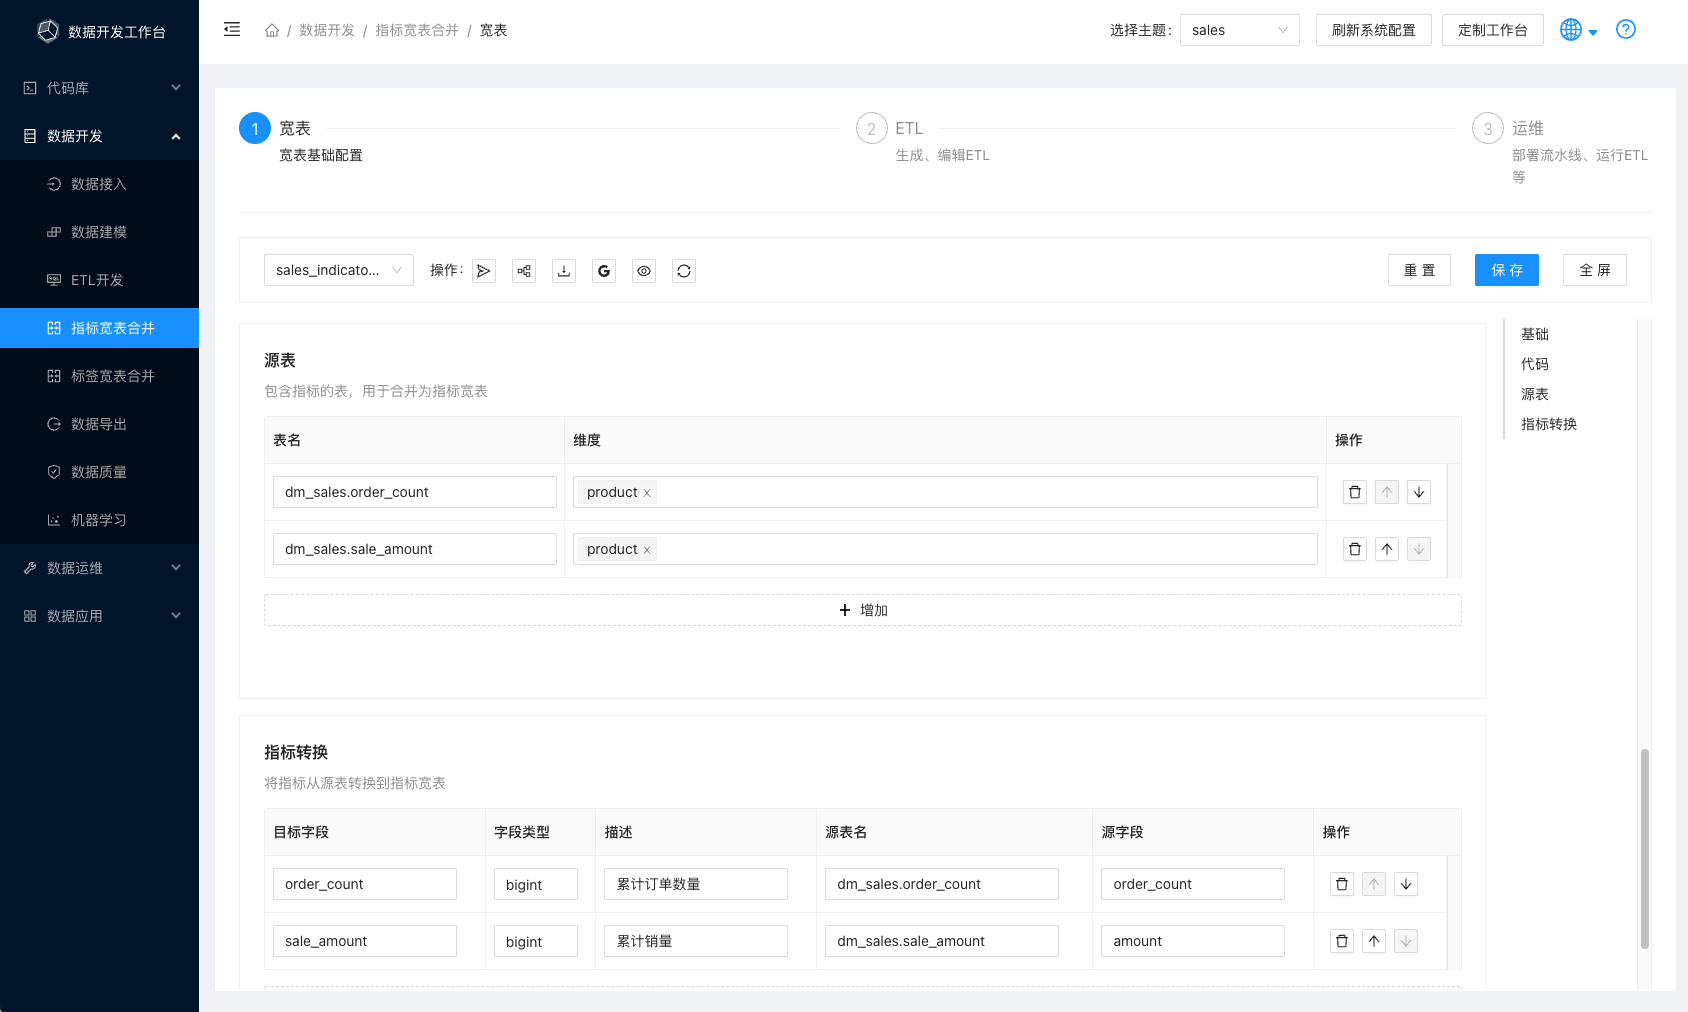 数据开发工作台
代码库
数据开发
数据接入
数据建模
ETL开发
指标宽表合并
标签宽表合并
数据导出
数据质量
机器学习
数据运维
数据应用
/ 数据开发 / 指标宽表合并 / 宽表
选择主题： sales 刷新系统配置 定制工作台
1 宽表
宽表基础配置
2 ETL
生成、编辑ETL
3 运维
部署流水线、运行ETL
等
sales_indicato... 操作： 重 置 保 存 全 屏
基础
代码
源表
指标转换
源表
包含指标的表，用于合并为指标宽表
表名 维度 操作
dm_sales.order_count product
dm_sales.sale_amount product
增加
指标转换
将指标从源表转换到指标宽表
目标字段 字段类型 描述 源表名 源字段 操作
order_count bigint 累计订单数量 dm_sales.order_count order_count
sale_amount bigint 累计销量 dm_sales.sale_amount amount